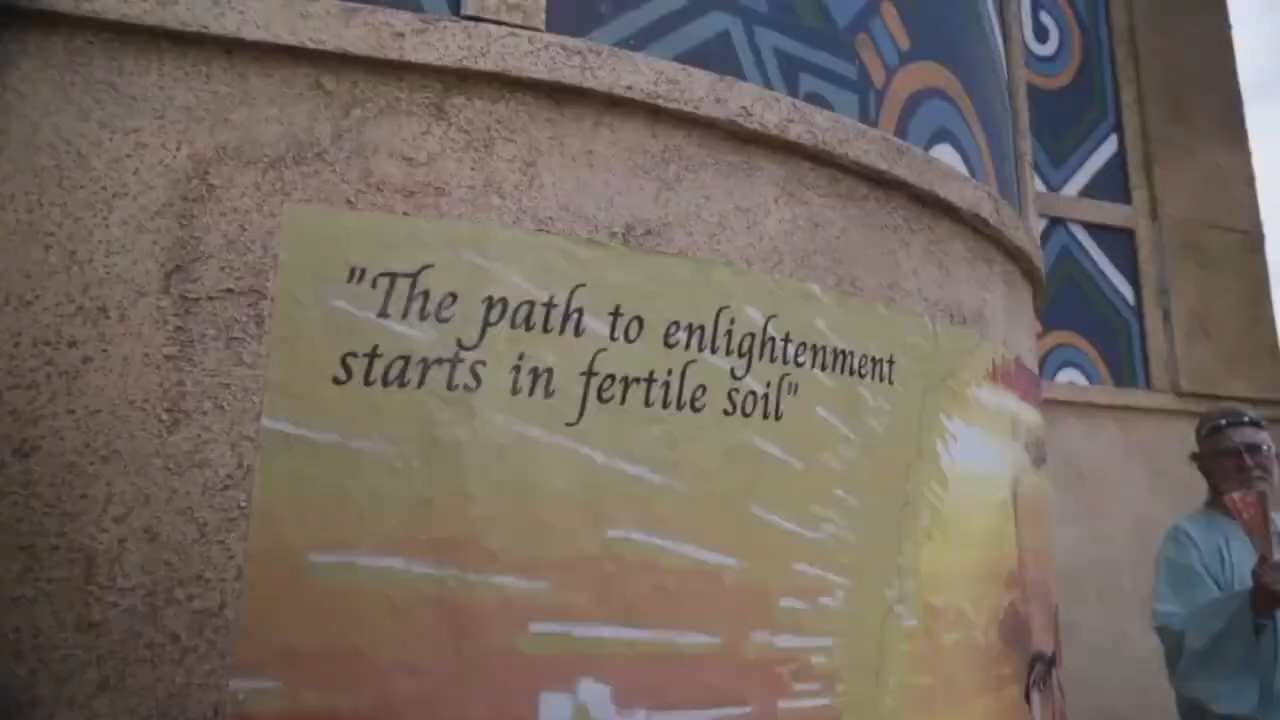 "The path to enlightenment
starts in fertile soil"